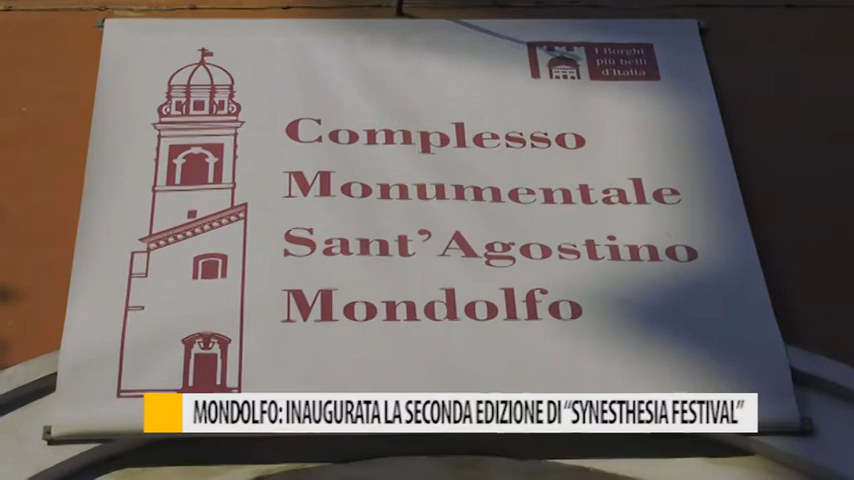 I Borghi
più belli
d'Italia
Complesso
Monumentale
Sant'Agostino
Mondolfo
MONDOLFO: INAUGURATA LA SECONDA EDIZIONE DI “SYNESTHESIA FESTIVAL”